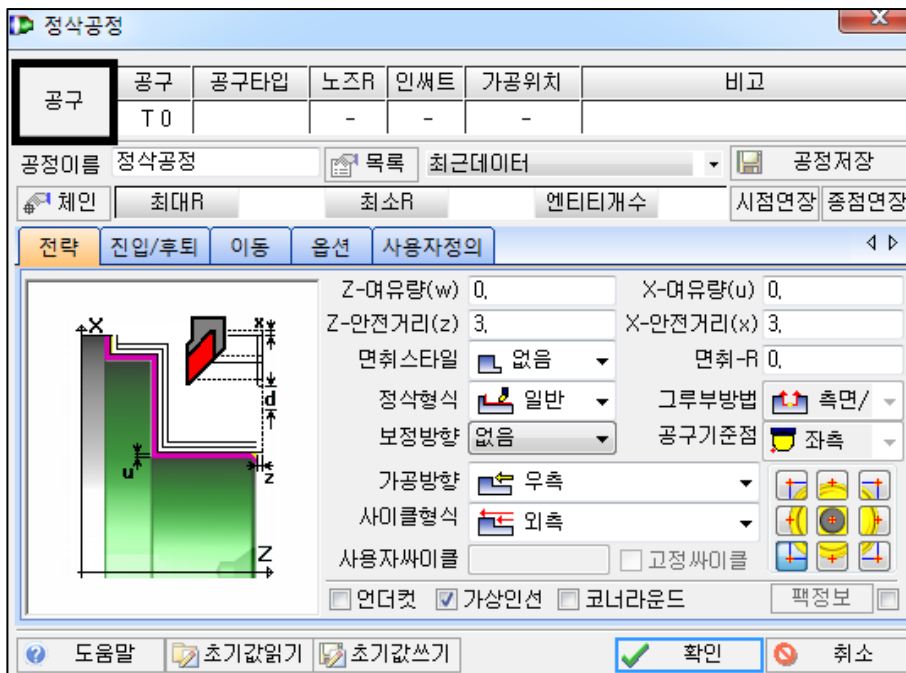 정삭공정
공구 공구 공구타입 노즈R 인써트 가공위치 비고
T 0 - - -
공정이름 정삭공정 목록 최근데이터 공정저장
체인 최대R 최소R 엔티티개수 시점연장 종점연장
전략 진입/후퇴 이동 옵션 사용자정의
Z-여유량(w) 0, X-여유량(u) 0,
Z-안전거리(z) 3, X-안전거리(x) 3,
면취스타일 없음 면취-R 0,
정삭형식 일반 그루부방법 측면/
보정방향 없음 공구기준점 좌측
가공방향 우측
사이클형식 외측
사용자싸이클 고정싸이클
언더컷 가상인선 코너라운드 팩정보
X x
d
u z
Z
도움말 초기값읽기 초기값쓰기 확인 취소